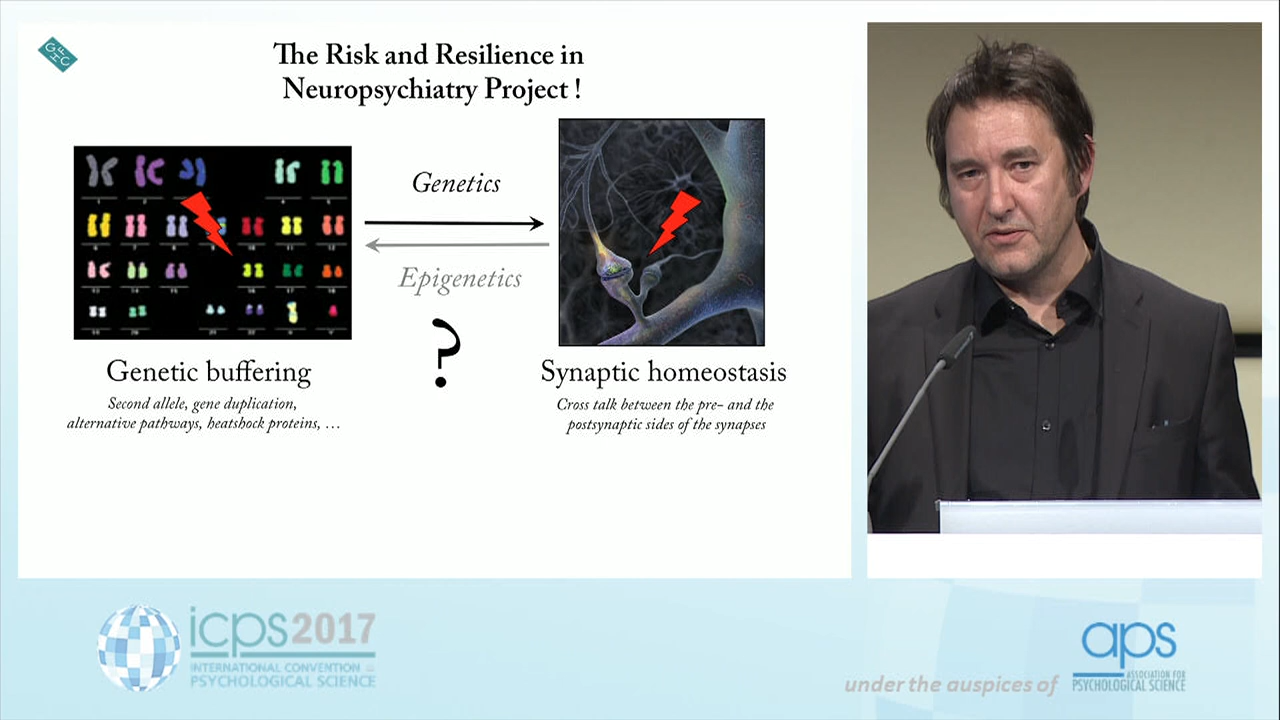 GHFC
The Risk and Resilience in
Neuropsychiatry Project !
Genetics
Epigenetics
?
Genetic buffering
Second allele, gene duplication,
alternative pathways, heatshock proteins, …
Synaptic homeostasis
Cross talk between the pre- and the
postsynaptic sides of the synapses
icps2017
INTERNATIONAL CONVENTION OF
PSYCHOLOGICAL SCIENCE
under the auspices of
aps
ASSOCIATION FOR
PSYCHOLOGICAL SCIENCE